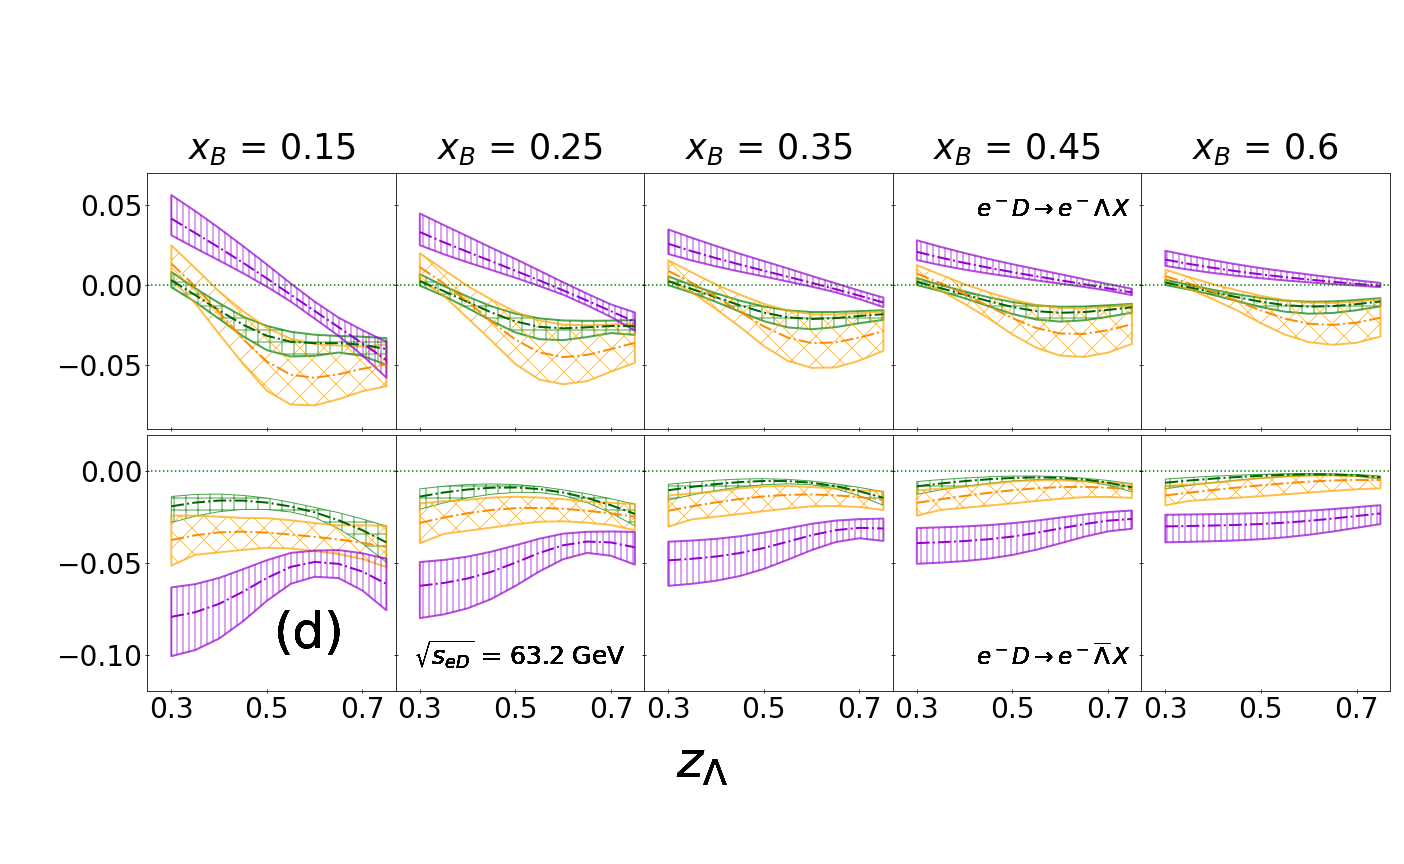 x_B = 0.15 x_B = 0.25 x_B = 0.35 x_B = 0.45 x_B = 0.6
0.05
e⁻D→e⁻ΛX
0.00
−0.05
0.00
−0.05
(d)
√s_eD = 63.2 GeV
e⁻D→e⁻Λ̅X
−0.10
0.3 0.5 0.7 0.3 0.5 0.7 0.3 0.5 0.7 0.3 0.5 0.7 0.3 0.5 0.7
z_Λ